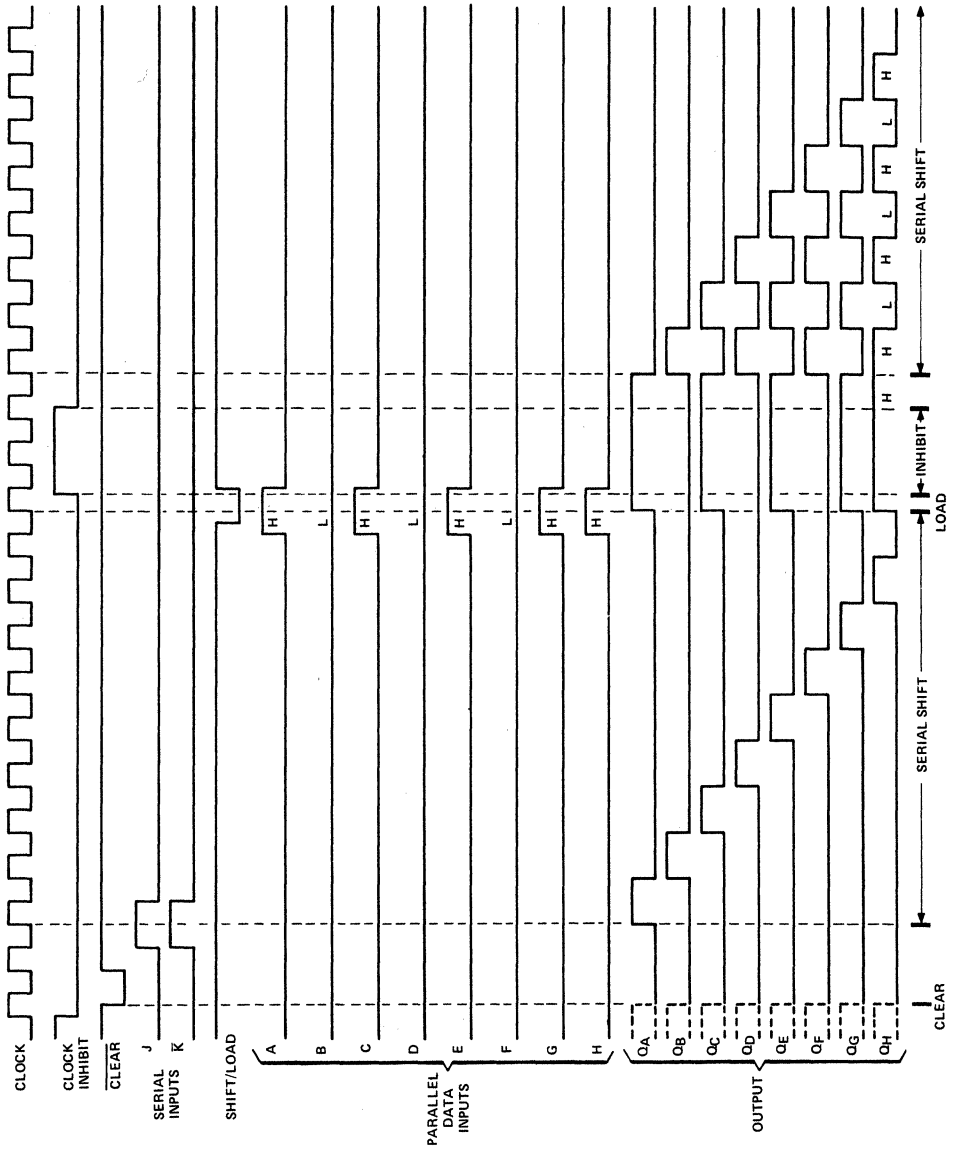 CLOCK
CLOCK
INHIBIT
CLEAR
SERIAL
INPUTS
J
K
SHIFT/LOAD
PARALLEL
DATA
INPUTS
A
H
B
L
C
H
D
L
E
H
F
L
G
H
H
H
OUTPUT
QA
QB
QC
QD
QE
QF
QG
QH
H
H
L
H
L
H
L
H
CLEAR
SERIAL SHIFT
LOAD
INHIBIT
SERIAL SHIFT